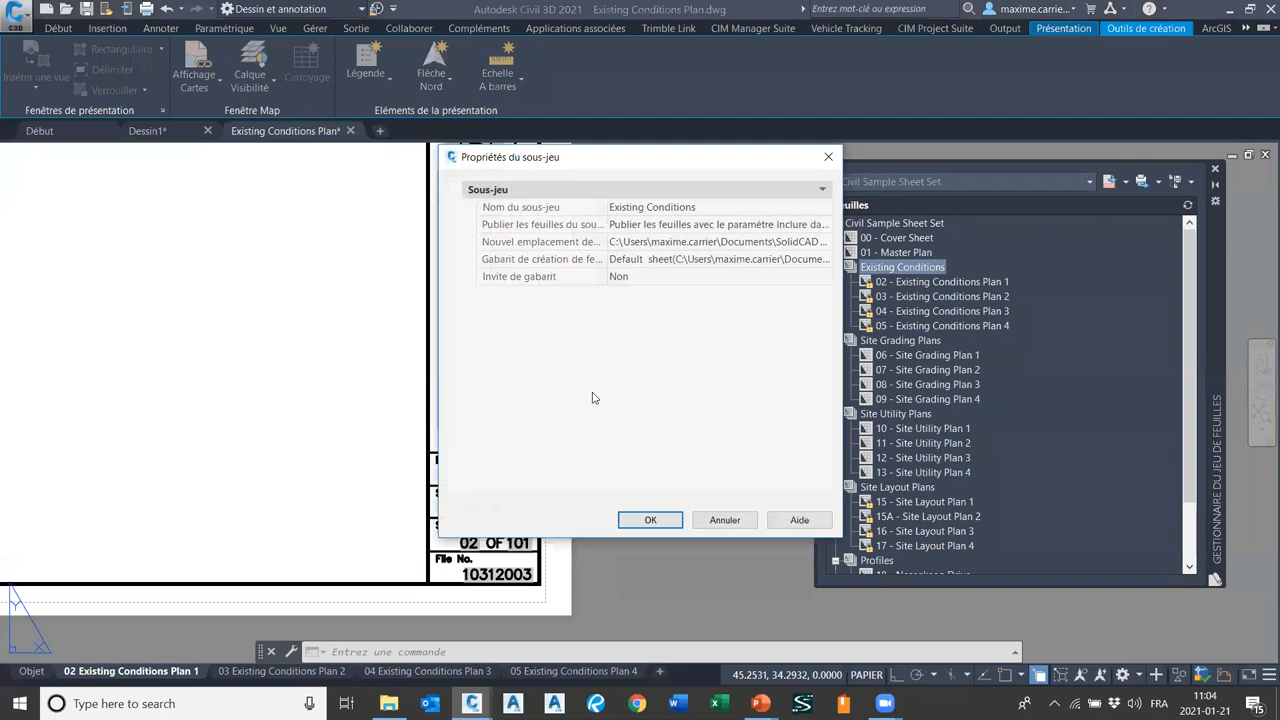 Dessin et annotation
Autodesk Civil 3D 2021 Existing Conditions Plan.dwg
Entrez mot-clé ou expression
maxime.carrier...
Début Insertion Annoter Paramétrique Vue Gérer Sortie Collaborer Compléments Applications associées Trimble Link CIM Manager Suite Vehicle Tracking CIM Project Suite Output Présentation Outils de création ArcGIS
Insérer une vue
Rectangulaire
Délimiter
Verrouiller
Affichage Cartes
Calque Visibilité
Carroyage
Légende
Flêche Nord
Echelle A barres
Fenêtres de présentation
Fenêtre Map
Eléments de la présentation
Début
Dessin1*
Existing Conditions Plan*
Propriétés du sous-jeu
Sous-jeu
Nom du sous-jeu Existing Conditions
Publier les feuilles du sou... Publier les feuilles avec le paramètre Inclure da...
Nouvel emplacement de... C:\Users\maxime.carrier\Documents\SolidCAD ...
Gabarit de création de fe... Default sheet(C:\Users\maxime.carrier\Docume...
Invite de gabarit Non
OK
Annuler
Aide
Civil Sample Sheet Set
euilles
Civil Sample Sheet Set
00 - Cover Sheet
01 - Master Plan
Existing Conditions
02 - Existing Conditions Plan 1
03 - Existing Conditions Plan 2
04 - Existing Conditions Plan 3
05 - Existing Conditions Plan 4
Site Grading Plans
06 - Site Grading Plan 1
07 - Site Grading Plan 2
08 - Site Grading Plan 3
09 - Site Grading Plan 4
Site Utility Plans
10 - Site Utility Plan 1
11 - Site Utility Plan 2
12 - Site Utility Plan 3
13 - Site Utility Plan 4
Site Layout Plans
15 - Site Layout Plan 1
15A - Site Layout Plan 2
16 - Site Layout Plan 3
17 - Site Layout Plan 4
Profiles
GESTIONNAIRE DU JEU DE FEUILLES
02 OF 101
File No.
10312003
Y
X
Entrez une commande
Objet
02 Existing Conditions Plan 1
03 Existing Conditions Plan 2
04 Existing Conditions Plan 3
05 Existing Conditions Plan 4
45.2531, 34.2932, 0.0000
PAPIER
Type here to search
FR
11:04
2021-01-21
15